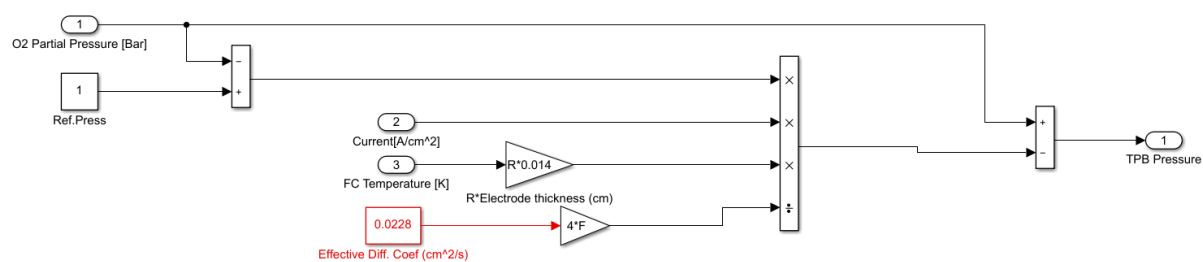 1
O2 Partial Pressure [Bar]
−
+
1
Ref.Press
2
Current[A/cm^2]
3
FC Temperature [K]
R*0.014
R*Electrode thickness (cm)
0.0228
Effective Diff. Coef (cm^2/s)
4*F
×
×
×
÷
+
−
1
TPB Pressure